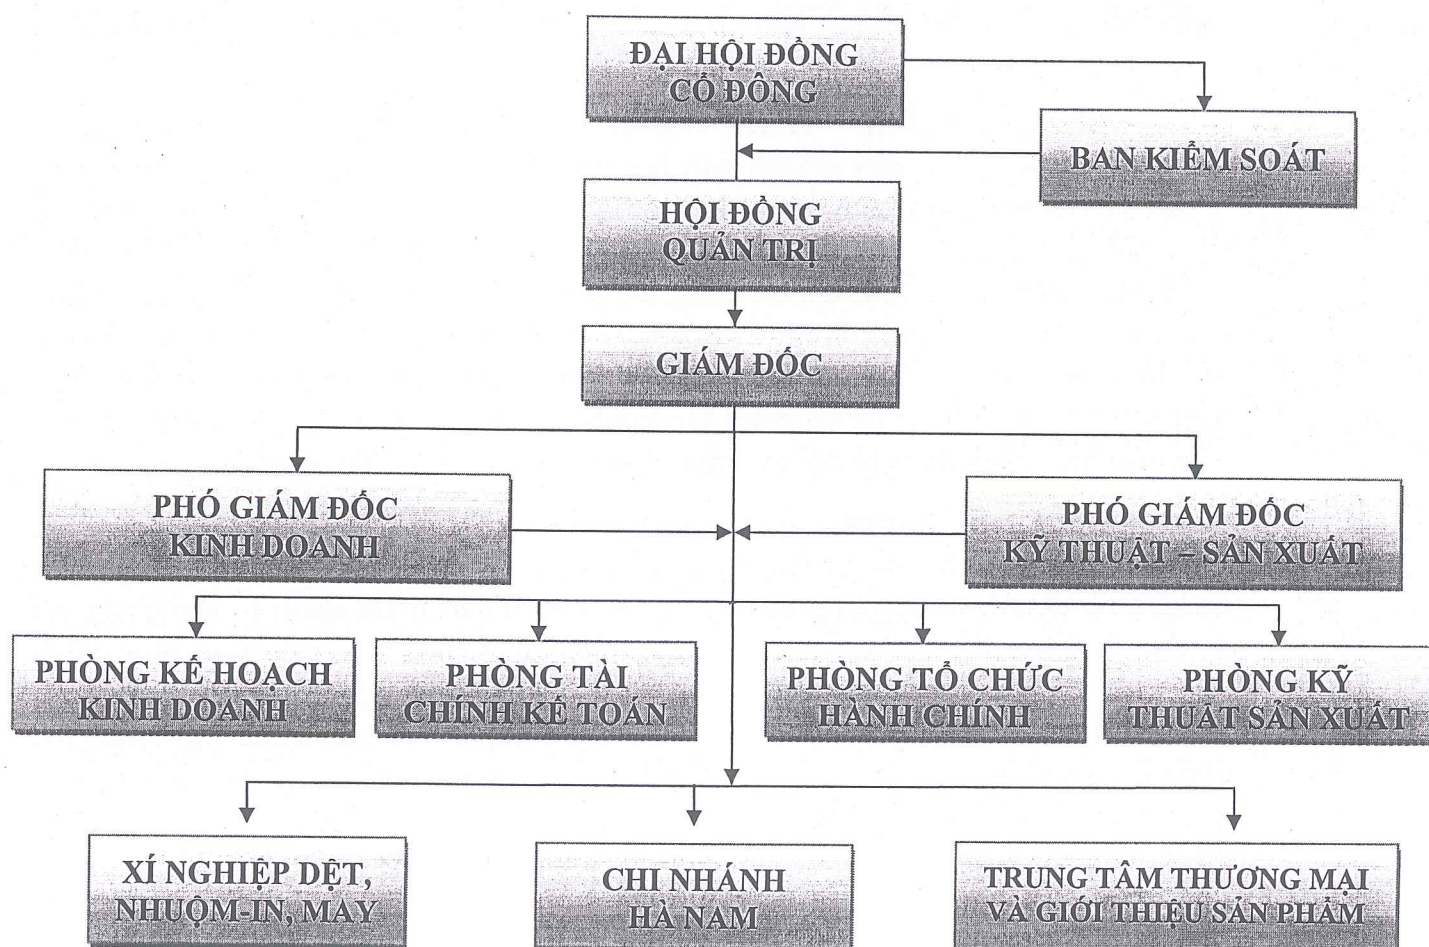 ĐẠI HỘI ĐỒNG
CỔ ĐÔNG
BAN KIỂM SOÁT
HỘI ĐỒNG
QUẢN TRỊ
GIÁM ĐỐC
PHÓ GIÁM ĐỐC
KINH DOANH
PHÓ GIÁM ĐỐC
KỸ THUẬT – SẢN XUẤT
PHÒNG KẾ HOẠCH
KINH DOANH
PHÒNG TÀI
CHÍNH KẾ TOÁN
PHÒNG TỔ CHỨC
HÀNH CHÍNH
PHÒNG KỸ
THUẬT SẢN XUẤT
XÍ NGHIỆP DỆT,
NHUỘM-IN, MAY
CHI NHÁNH
HÀ NAM
TRUNG TÂM THƯƠNG MẠI
VÀ GIỚI THIỆU SẢN PHẨM